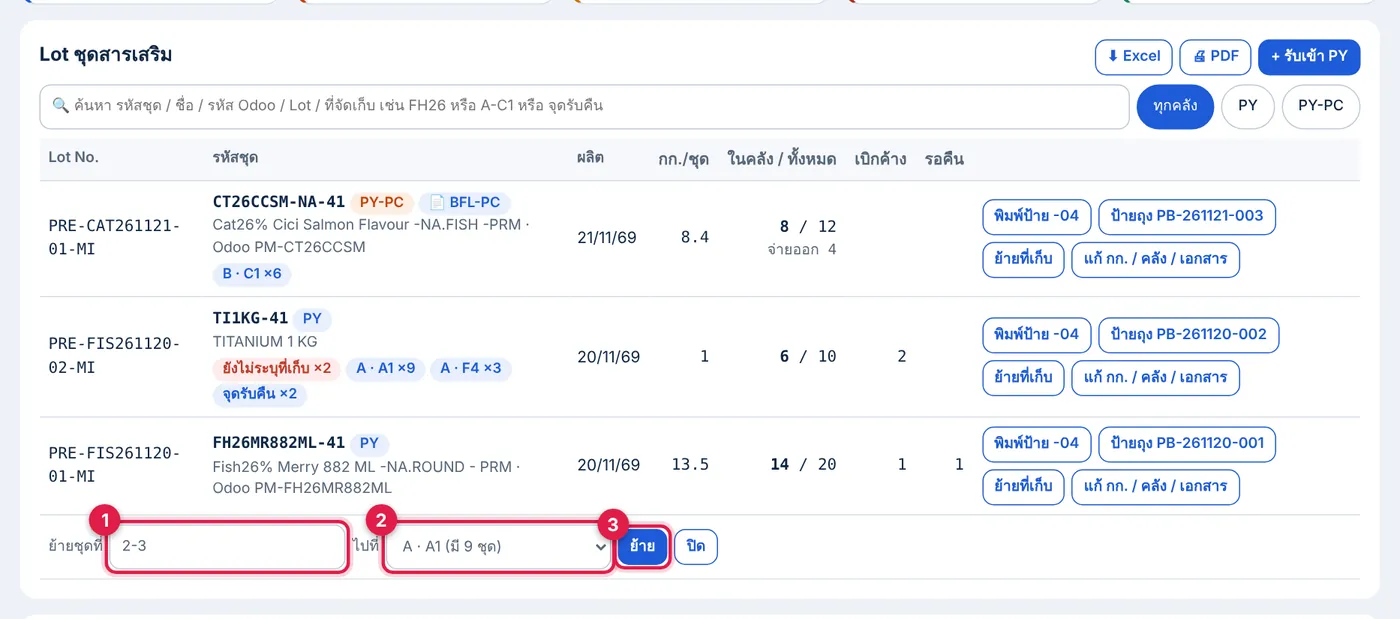 Lot ชุดสารเสริม
⬇ Excel 🖨 PDF + รับเข้า PY
🔍 ค้นหา รหัสชุด / ชื่อ / รหัส Odoo / Lot / ที่จัดเก็บ เช่น FH26 หรือ A-C1 หรือ จุดรับคืน ทุกคลัง PY PY-PC
Lot No. รหัสชุด ผลิต กก./ชุด ในคลัง / ทั้งหมด เบิกค้าง รอคืน
PRE-CAT261121-01-MI
CT26CCSM-NA-41 PY-PC 📄 BFL-PC
Cat26% Cici Salmon Flavour -NA.FISH -PRM ·
Odoo PM-CT26CCSM
B · C1 ×6
21/11/69 8.4 8 / 12
จ่ายออก 4
พิมพ์ป้าย -04 ป้ายถุง PB-261121-003
ย้ายที่เก็บ แก้ กก. / คลัง / เอกสาร
PRE-FIS261120-02-MI
TI1KG-41 PY
TITANIUM 1 KG
ยังไม่ระบุที่เก็บ ×2 A · A1 ×9 A · F4 ×3
จุดรับคืน ×2
20/11/69 1 6 / 10 2
พิมพ์ป้าย -04 ป้ายถุง PB-261120-002
ย้ายที่เก็บ แก้ กก. / คลัง / เอกสาร
PRE-FIS261120-01-MI
FH26MR882ML-41 PY
Fish26% Merry 882 ML -NA.ROUND - PRM ·
Odoo PM-FH26MR882ML
20/11/69 13.5 14 / 20 1 1
พิมพ์ป้าย -04 ป้ายถุง PB-261120-001
ย้ายที่เก็บ แก้ กก. / คลัง / เอกสาร
1 2 3
ย้ายชุดที่ 2-3 ไปที่ A · A1 (มี 9 ชุด) ย้าย ปิด